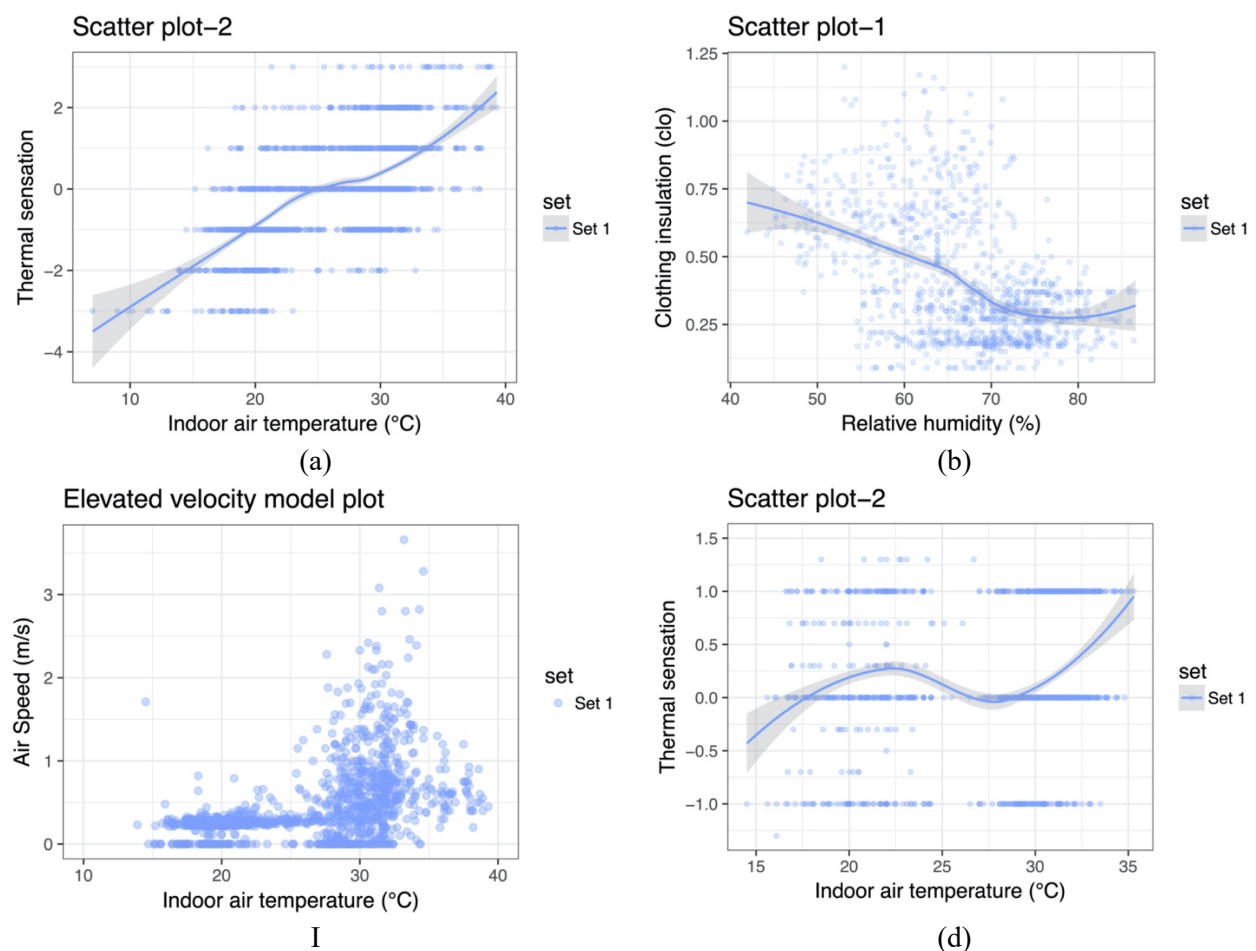 Scatter plot−2
Thermal sensation
2
0
−2
−4
10 20 30 40
Indoor air temperature (°C)
set
Set 1
(a)
Scatter plot−1
Clothing insulation (clo)
1.25
1.00
0.75
0.50
0.25
40 50 60 70 80
Relative humidity (%)
set
Set 1
(b)
Elevated velocity model plot
Air Speed (m/s)
3
2
1
0
10 20 30 40
Indoor air temperature (°C)
set
Set 1
I
Scatter plot−2
Thermal sensation
1.5
1.0
0.5
0.0
−0.5
−1.0
15 20 25 30 35
Indoor air temperature (°C)
set
Set 1
(d)